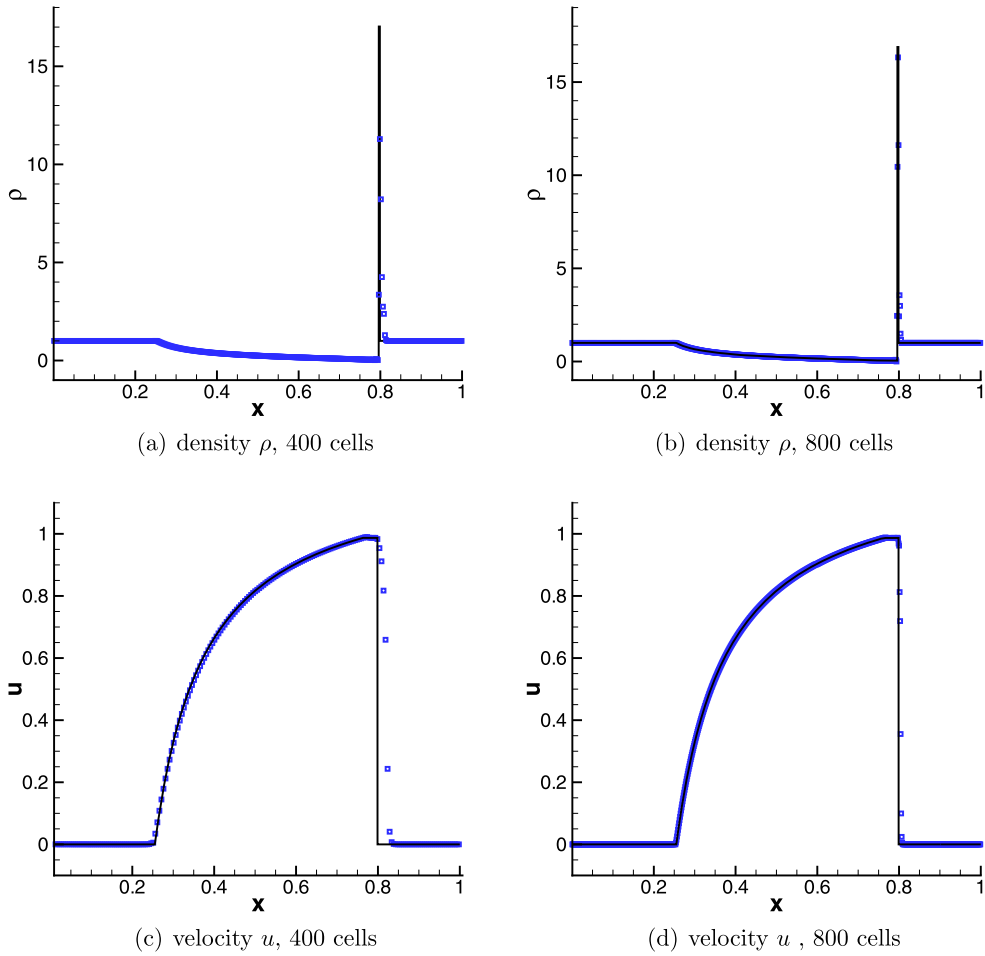 15
10
5
0
ρ
0.2 0.4 0.6 0.8 1
x
(a) density ρ, 400 cells
15
10
5
0
ρ
0.2 0.4 0.6 0.8 1
x
(b) density ρ, 800 cells
1
0.8
0.6
0.4
0.2
0
u
0.2 0.4 0.6 0.8 1
x
(c) velocity u, 400 cells
1
0.8
0.6
0.4
0.2
0
u
0.2 0.4 0.6 0.8 1
x
(d) velocity u , 800 cells